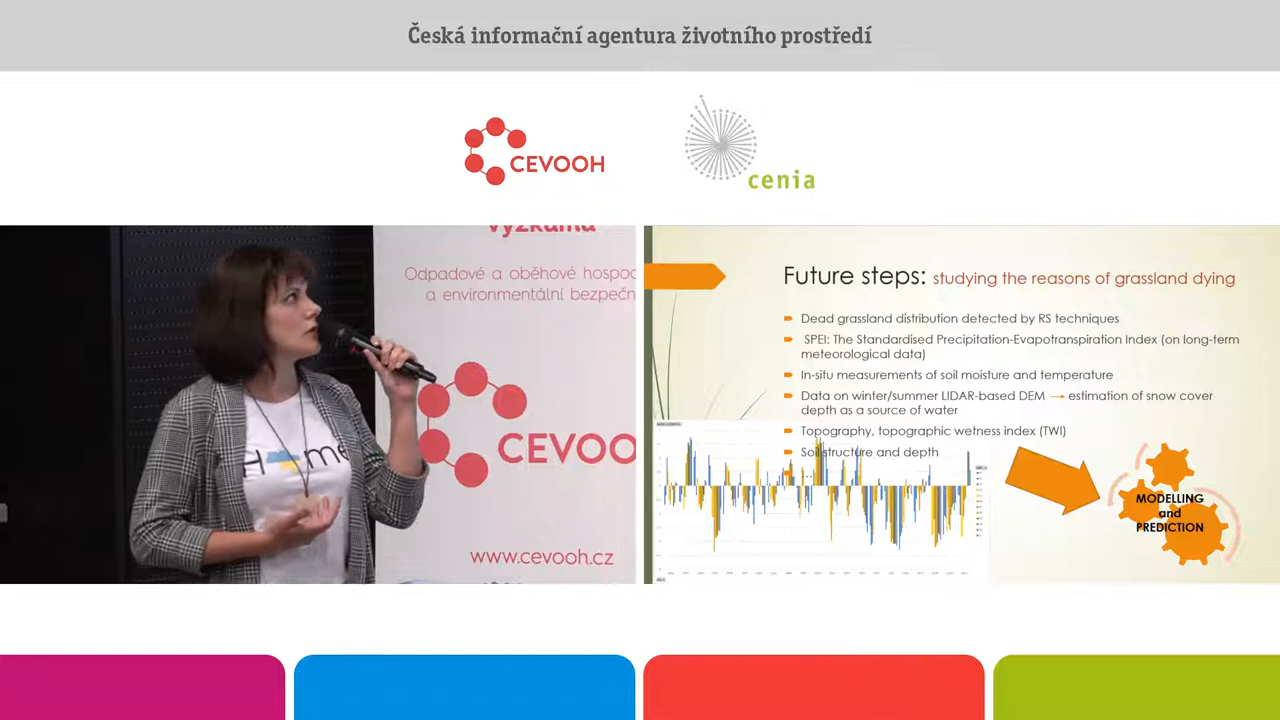 Česká informační agentura životního prostředí
CEVOOH
cenia
výzkumu
Odpadové a oběhové hospod
a environmentální bezpečn
CEVOO
www.cevooh.cz
H me
Future steps: studying the reasons of grassland dying
Dead grassland distribution detected by RS techniques
SPEI: The Standardised Precipitation-Evapotranspiration Index (on long-term
meteorological data)
In-situ measurements of soil moisture and temperature
Data on winter/summer LIDAR-based DEM → estimation of snow cover
depth as a source of water
Topography, topographic wetness index (TWI)
Soil structure and depth
MODELLING
and
PREDICTION